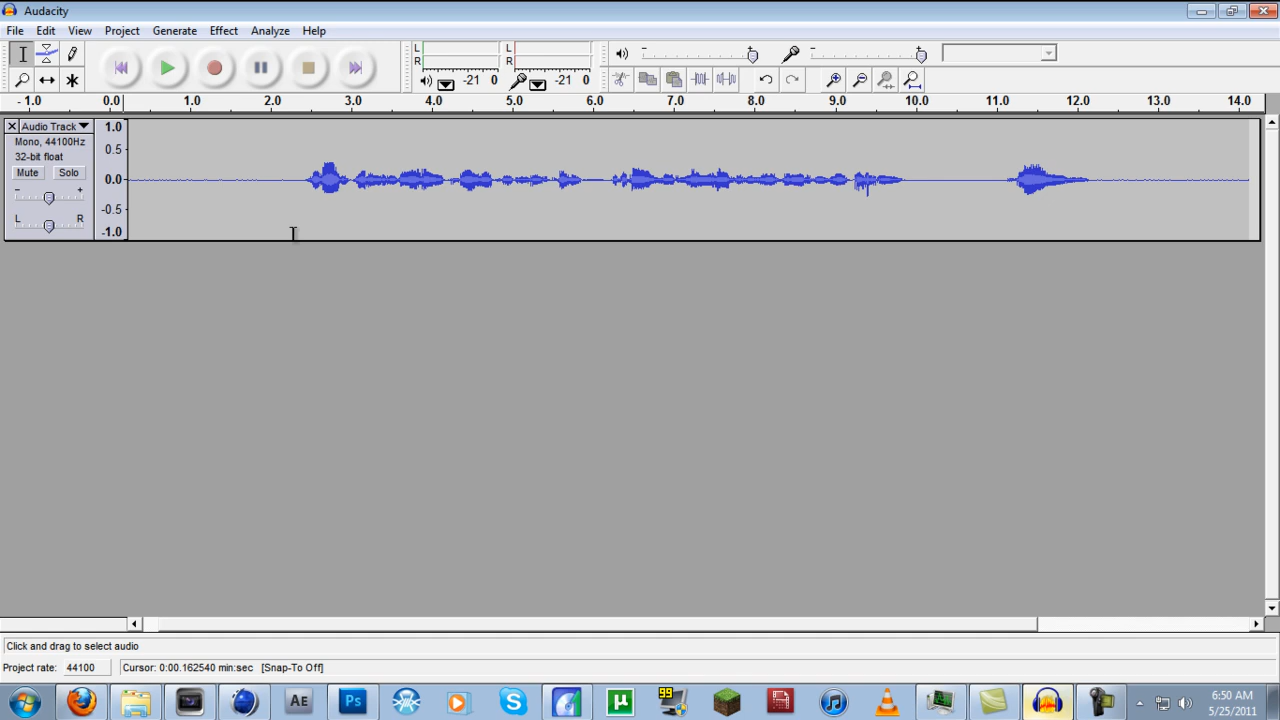 Audacity
File Edit View Project Generate Effect Analyze Help
L R -21 0 L R -21 0
- 1.0 0.0 1.0 2.0 3.0 4.0 5.0 6.0 7.0 8.0 9.0 10.0 11.0 12.0 13.0 14.0
Audio Track 1.0
Mono, 44100Hz
32-bit float
0.5
Mute Solo 0.0
- +
L R -0.5
-1.0
Click and drag to select audio
Project rate: 44100 Cursor: 0:00.162540 min:sec [Snap-To Off]
AE Ps 99
6:50 AM
5/25/2011